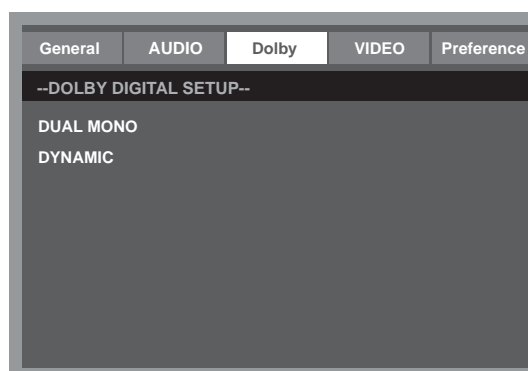 General AUDIO Dolby VIDEO Preference
--DOLBY DIGITAL SETUP--
DUAL MONO
DYNAMIC